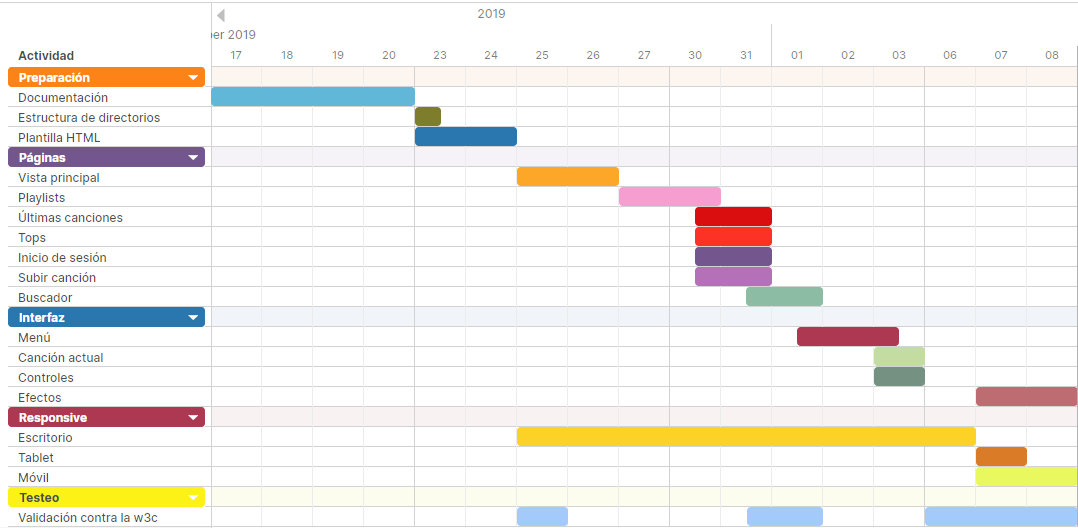 2019
ber 2019
Actividad 17 18 19 20 23 24 25 26 27 30 31 01 02 03 06 07 08
Preparación
Documentación
Estructura de directorios
Plantilla HTML
Páginas
Vista principal
Playlists
Últimas canciones
Tops
Inicio de sesión
Subir canción
Buscador
Interfaz
Menú
Canción actual
Controles
Efectos
Responsive
Escritorio
Tablet
Móvil
Testeo
Validación contra la w3c